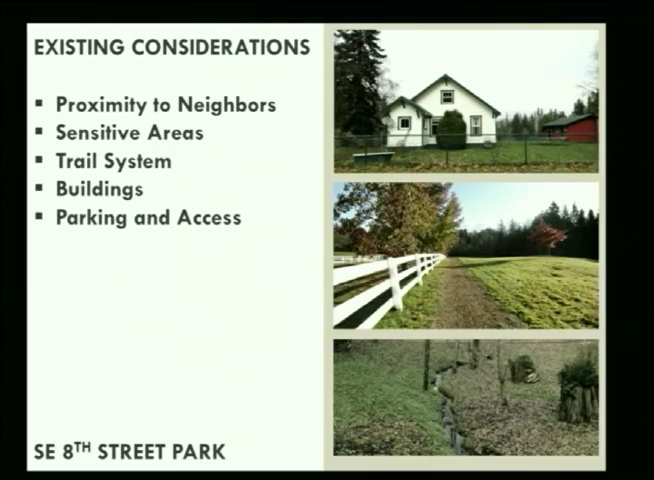 EXISTING CONSIDERATIONS
▪ Proximity to Neighbors
▪ Sensitive Areas
▪ Trail System
▪ Buildings
▪ Parking and Access
SE 8TH STREET PARK